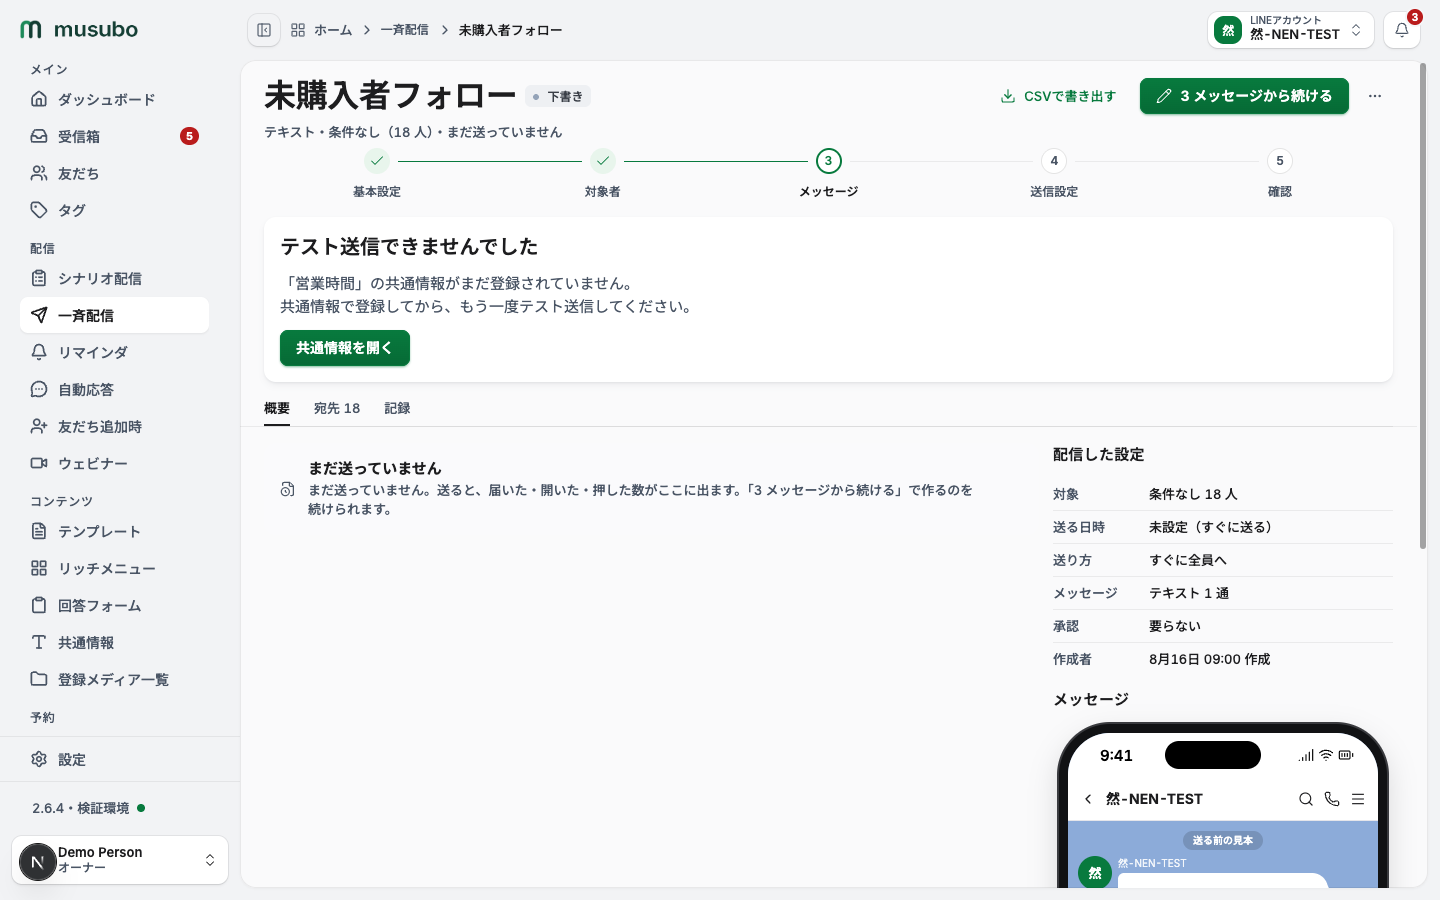 musubo
ホーム
一斉配信
未購入者フォロー
然
LINEアカウント
然-NEN-TEST
3
メイン
ダッシュボード
受信箱
5
友だち
タグ
配信
シナリオ配信
一斉配信
リマインダ
自動応答
友だち追加時
ウェビナー
コンテンツ
テンプレート
リッチメニュー
回答フォーム
共通情報
登録メディア一覧
予約
設定
2.6.4・検証環境
N
Demo Person
オーナー
未購入者フォロー
下書き
CSVで書き出す
3 メッセージから続ける
テキスト・条件なし（18 人）・まだ送っていません
3
4
5
基本設定
対象者
メッセージ
送信設定
確認
テスト送信できませんでした
「営業時間」の共通情報がまだ登録されていません。
共通情報で登録してから、もう一度テスト送信してください。
共通情報を開く
概要
宛先 18
記録
まだ送っていません
まだ送っていません。送ると、届いた・開いた・押した数がここに出ます。「3 メッセージから続ける」で作るのを
続けられます。
配信した設定
対象
条件なし 18 人
送る日時
未設定（すぐに送る）
送り方
すぐに全員へ
メッセージ
テキスト 1 通
承認
要らない
作成者
8月16日 09:00 作成
メッセージ
9:41
然-NEN-TEST
送る前の見本
然
然-NEN-TEST